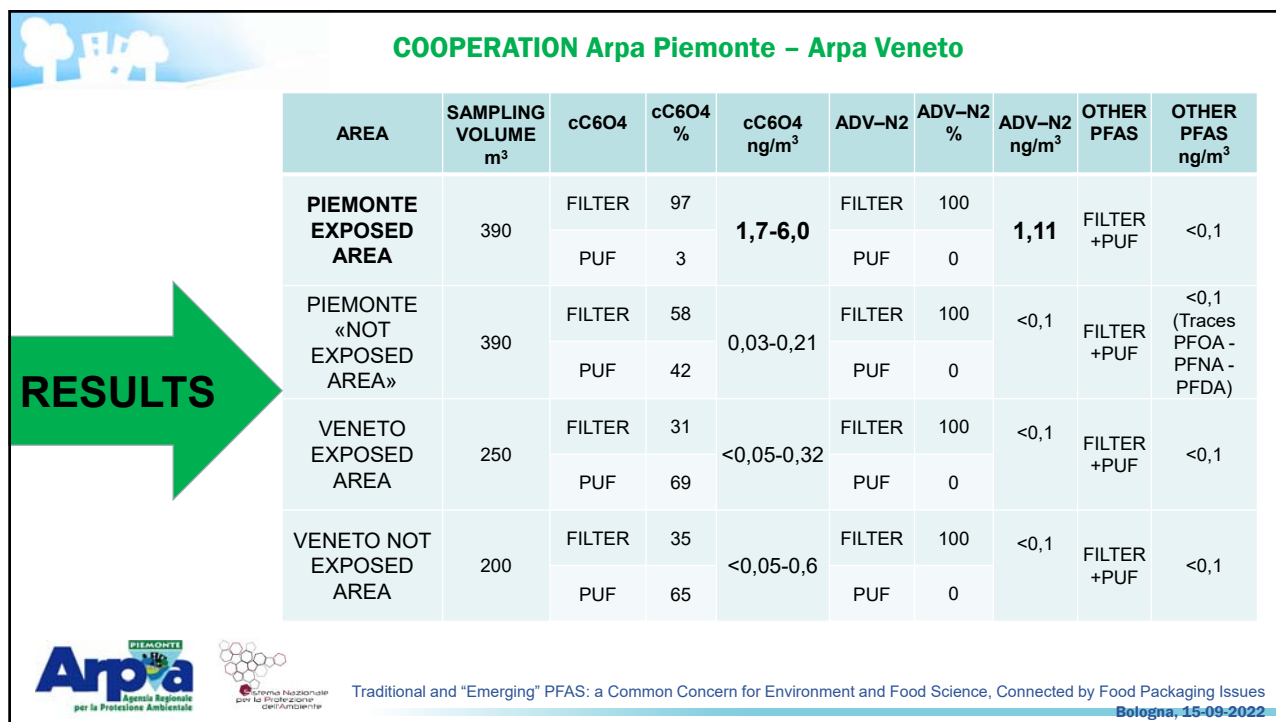 COOPERATION Arpa Piemonte – Arpa Veneto
AREA
SAMPLING
VOLUME
m³
cC6O4
cC6O4
%
cC6O4
ng/m³
ADV–N2
ADV–N2
%
ADV–N2
ng/m³
OTHER
PFAS
OTHER
PFAS
ng/m³
PIEMONTE
EXPOSED
AREA
390
FILTER
97
1,7-6,0
FILTER
100
1,11
FILTER
+PUF
<0,1
PUF
3
PUF
0
PIEMONTE
«NOT
EXPOSED
AREA»
390
FILTER
58
0,03-0,21
FILTER
100
<0,1
FILTER
+PUF
<0,1
(Traces
PFOA -
PFNA -
PFDA)
PUF
42
PUF
0
VENETO
EXPOSED
AREA
250
FILTER
31
<0,05-0,32
FILTER
100
<0,1
FILTER
+PUF
<0,1
PUF
69
PUF
0
VENETO NOT
EXPOSED
AREA
200
FILTER
35
<0,05-0,6
FILTER
100
<0,1
FILTER
+PUF
<0,1
PUF
65
PUF
0
RESULTS
PIEMONTE
Arpa
Agenzia Regionale
per la Protezione Ambientale
Sistema Nazionale
per la Protezione
dell'Ambiente
Traditional and "Emerging" PFAS: a Common Concern for Environment and Food Science, Connected by Food Packaging Issues
Bologna, 15-09-2022